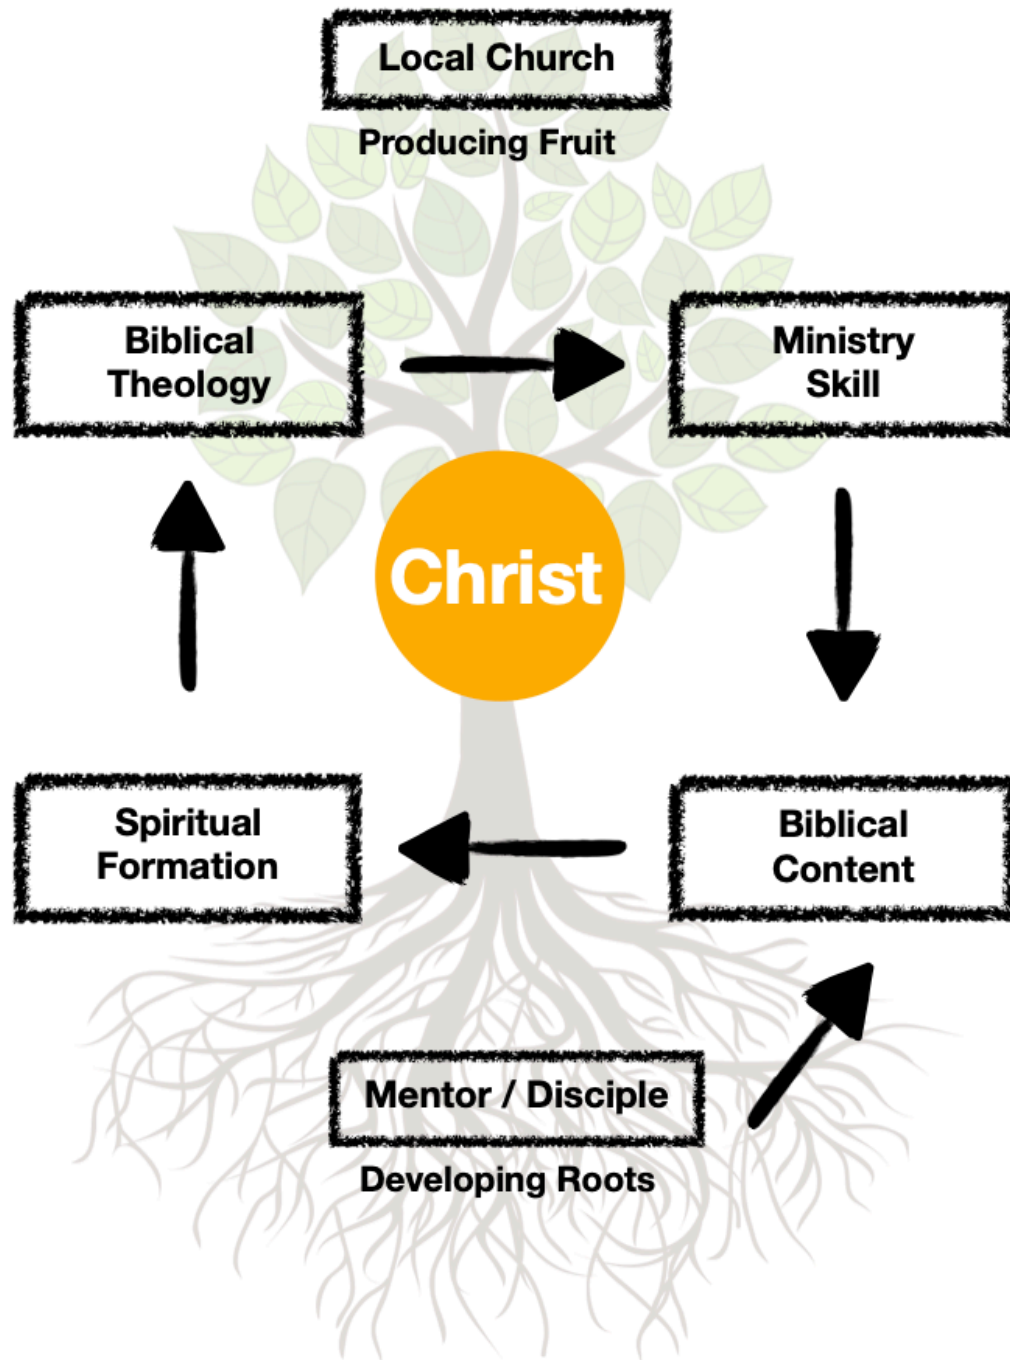 Local Church
Producing Fruit
Biblical
Theology
Ministry
Skill
Christ
Spiritual
Formation
Biblical
Content
Mentor / Disciple
Developing Roots